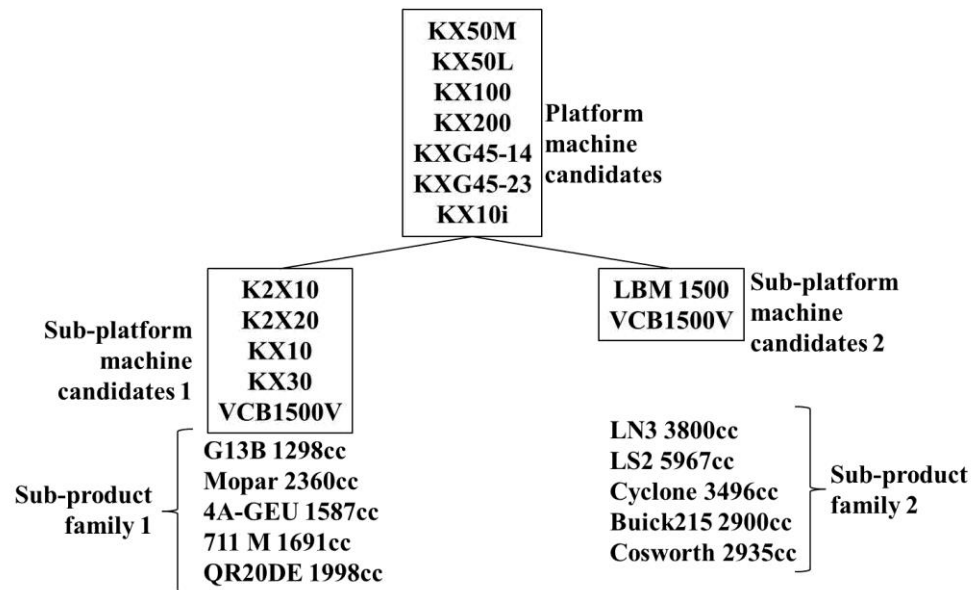 KX50M
KX50L
KX100
KX200
KXG45-14
KXG45-23
KX10i
Platform
machine
candidates
K2X10
K2X20
KX10
KX30
VCB1500V
Sub-platform
machine
candidates 1
LBM 1500
VCB1500V
Sub-platform
machine
candidates 2
G13B 1298cc
Mopar 2360cc
4A-GEU 1587cc
711 M 1691cc
QR20DE 1998cc
Sub-product
family 1
LN3 3800cc
LS2 5967cc
Cyclone 3496cc
Buick215 2900cc
Cosworth 2935cc
Sub-product
family 2